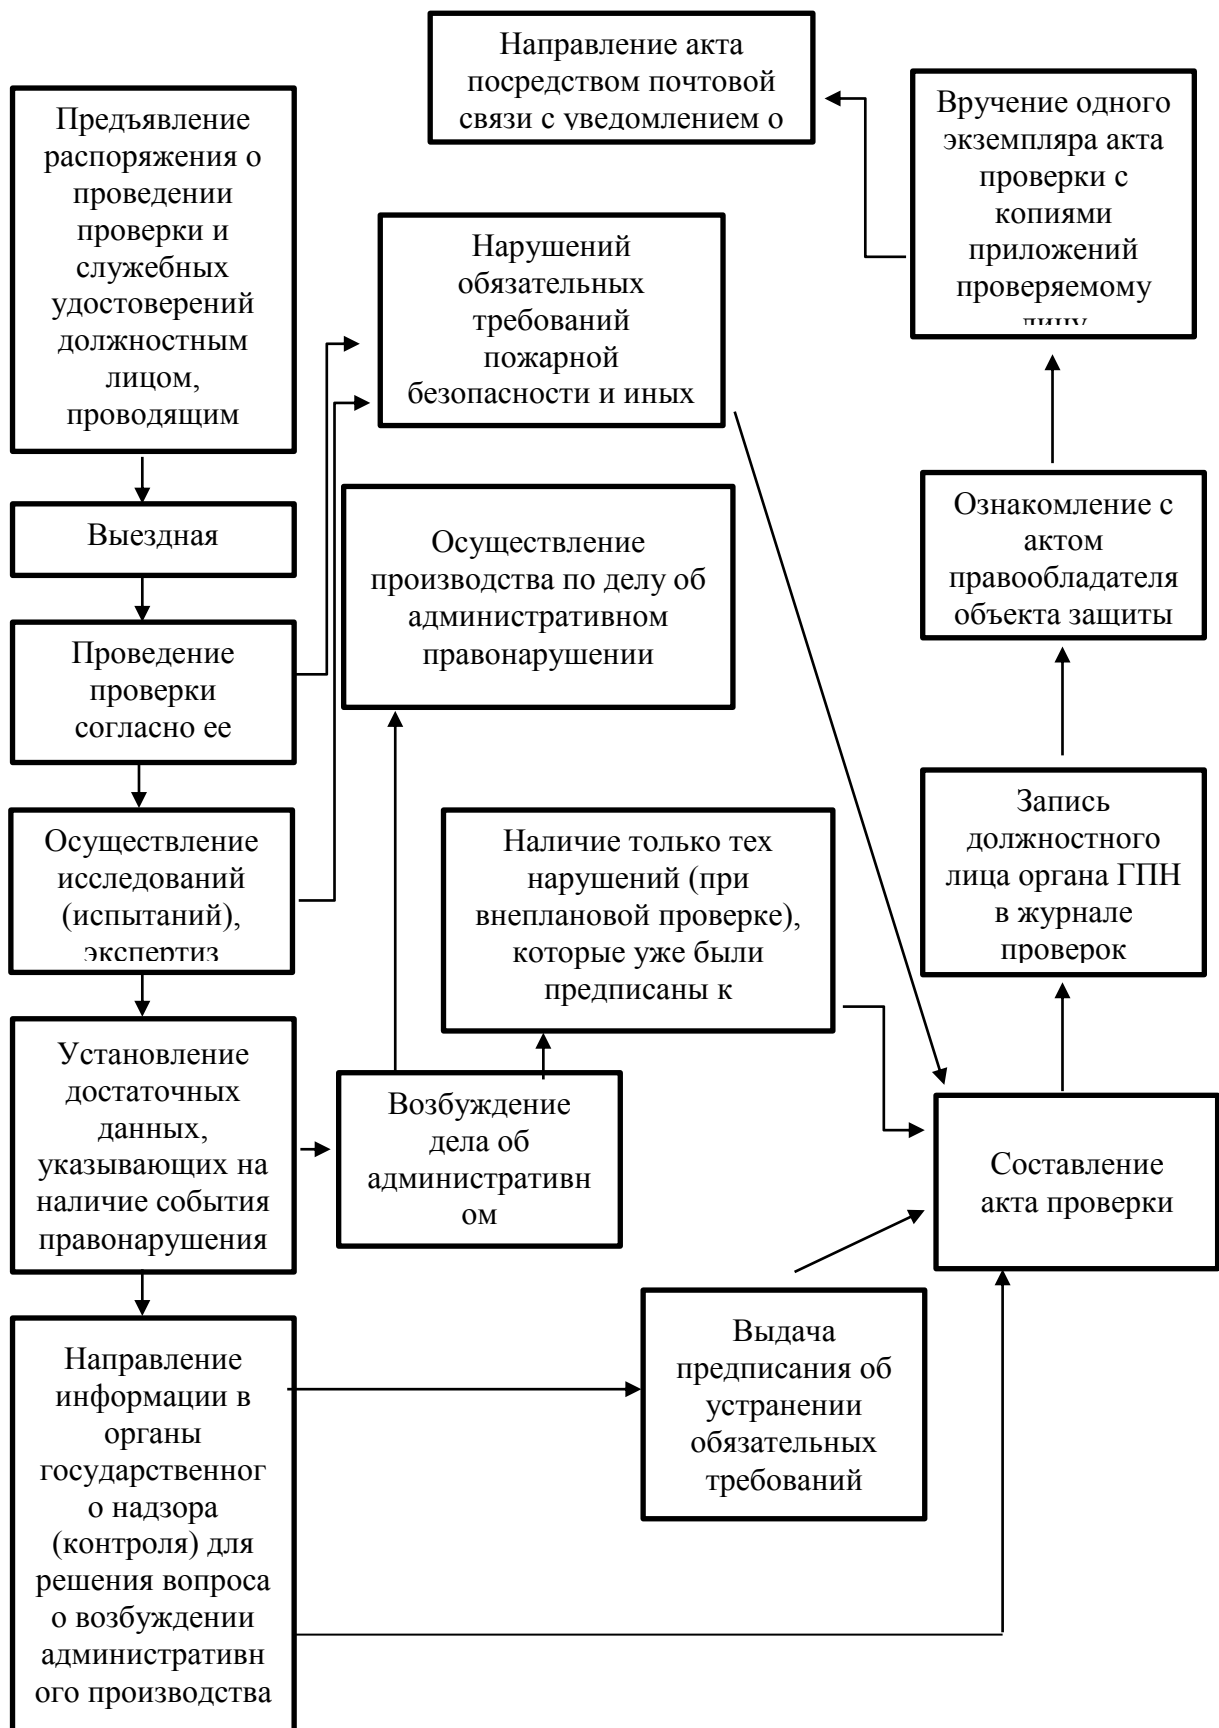 Направление акта
посредством почтовой
связи с уведомлением о
Предъявление
распоряжения о
проведении
проверки и
служебных
удостоверений
должностным
лицом,
проводящим
Вручение одного
экземпляра акта
проверки с
копиями
приложений
проверяемому
лицу
Нарушений
обязательных
требований
пожарной
безопасности и иных
Выездная
Осуществление
производства по делу об
административном
правонарушении
Ознакомление с
актом
правообладателя
объекта защиты
Проведение
проверки
согласно ее
Осуществление
исследований
(испытаний),
экспертиз
Наличие только тех
нарушений (при
внеплановой проверке),
которые уже были
предписаны к
Запись
должностного
лица органа ГПН
в журнале
проверок
Установление
достаточных
данных,
указывающих на
наличие события
правонарушения
Возбуждение
дела об
административн
ом
Составление
акта проверки
Направление
информации в
органы
государственног
о надзора
(контроля) для
решения вопроса
о возбуждении
административн
ого производства
Выдача
предписания об
устранении
обязательных
требований